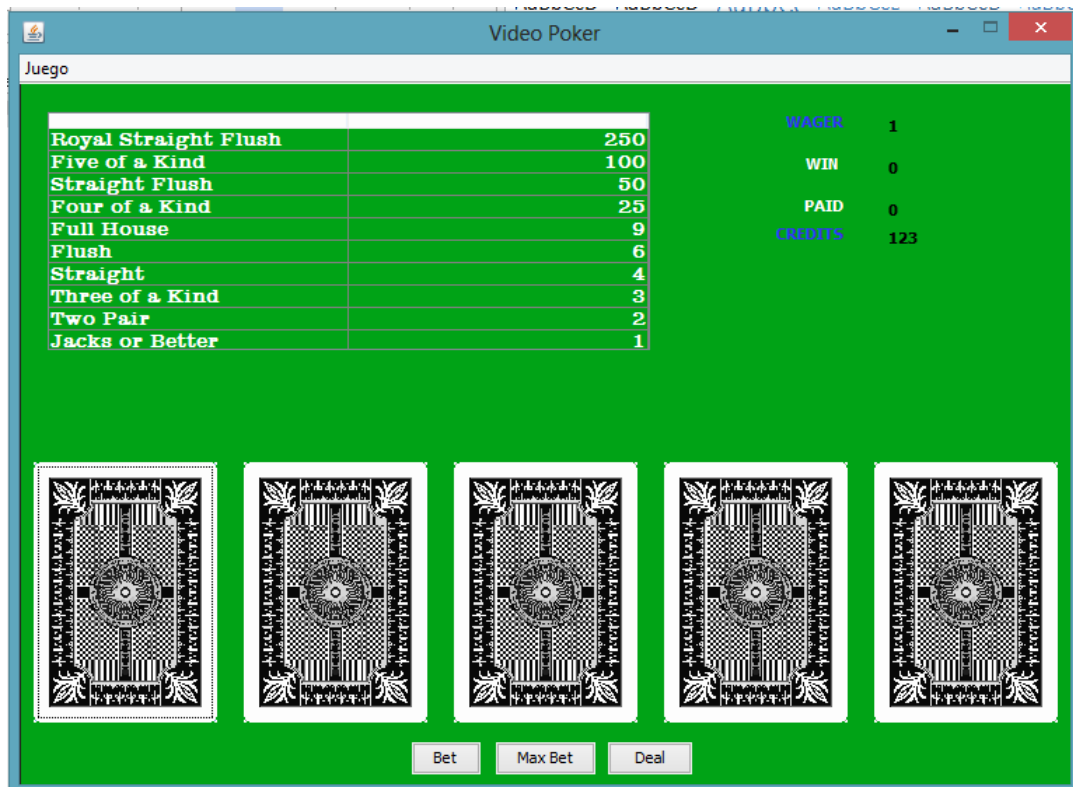 Video Poker
Juego
Royal Straight Flush 250
Five of a Kind 100
Straight Flush 50
Four of a Kind 25
Full House 9
Flush 6
Straight 4
Three of a Kind 3
Two Pair 2
Jacks or Better 1
WAGER 1
WIN 0
PAID 0
CREDITS 123
Bet Max Bet Deal